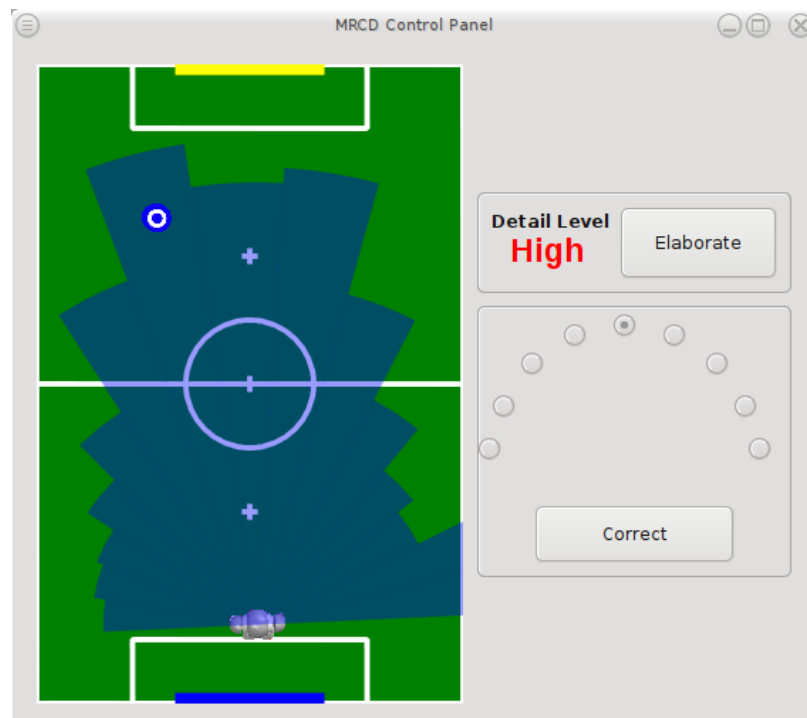 MRCD Control Panel
Detail Level
High
Elaborate
Correct